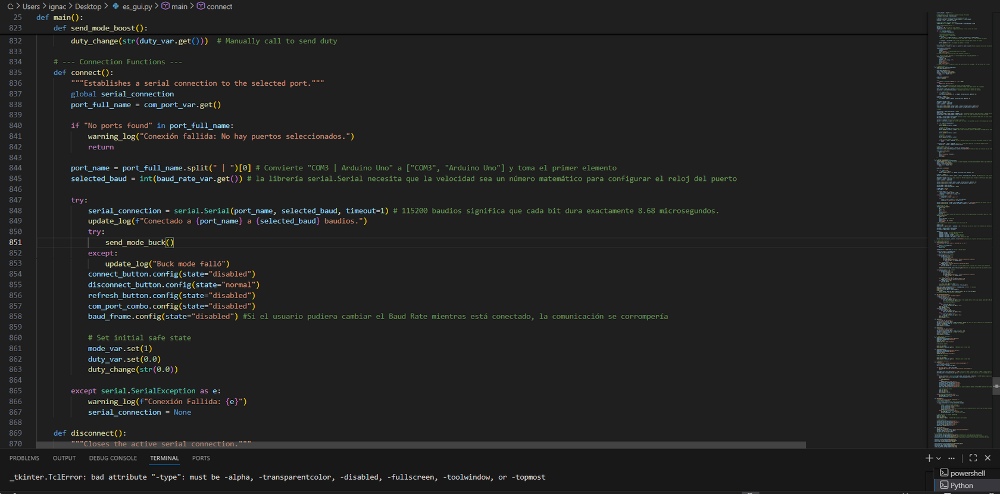 C: > Users > ignac > Desktop > es_gui.py > main > connect
25 def main():
823 def send_mode_boost():
832 duty_change(str(duty_var.get())) # Manually call to send duty
833
834 # --- Connection Functions ---
835 def connect():
836 """Establishes a serial connection to the selected port."""
837 global serial_connection
838 port_full_name = com_port_var.get()
839
840 if "No ports found" in port_full_name:
841 warning_log("Conexión fallida: No hay puertos seleccionados.")
842 return
843
844 port_name = port_full_name.split(" | ")[0] # Convierte "COM3 | Arduino Uno" a ["COM3", "Arduino Uno"] y toma el primer elemento
845 selected_baud = int(baud_rate_var.get()) # la librería serial.Serial necesita que la velocidad sea un número matemático para configurar el reloj del puerto
846
847 try:
848 serial_connection = serial.Serial(port_name, selected_baud, timeout=1) # 115200 baudios significa que cada bit dura exactamente 8.68 microsegundos.
849 update_log(f"Conectado a {port_name} a {selected_baud} baudios.")
850 try:
851 send_mode_buck()
852 except:
853 update_log("Buck mode falló")
854 connect_button.config(state="disabled")
855 disconnect_button.config(state="normal")
856 refresh_button.config(state="disabled")
857 com_port_combo.config(state="disabled")
858 baud_frame.config(state="disabled") #Si el usuario pudiera cambiar el Baud Rate mientras está conectado, la comunicación se corrompería
859
860 # Set initial safe state
861 mode_var.set(1)
862 duty_var.set(0.0)
863 duty_change(str(0.0))
864
865 except serial.SerialException as e:
866 warning_log(f"Conexión Fallida: {e}")
867 serial_connection = None
868
869 def disconnect():
870 """Closes the active serial connection."""
PROBLEMS OUTPUT DEBUG CONSOLE TERMINAL PORTS
_tkinter.TclError: bad attribute "-type": must be -alpha, -transparentcolor, -disabled, -fullscreen, -toolwindow, or -topmost
powershell
Python